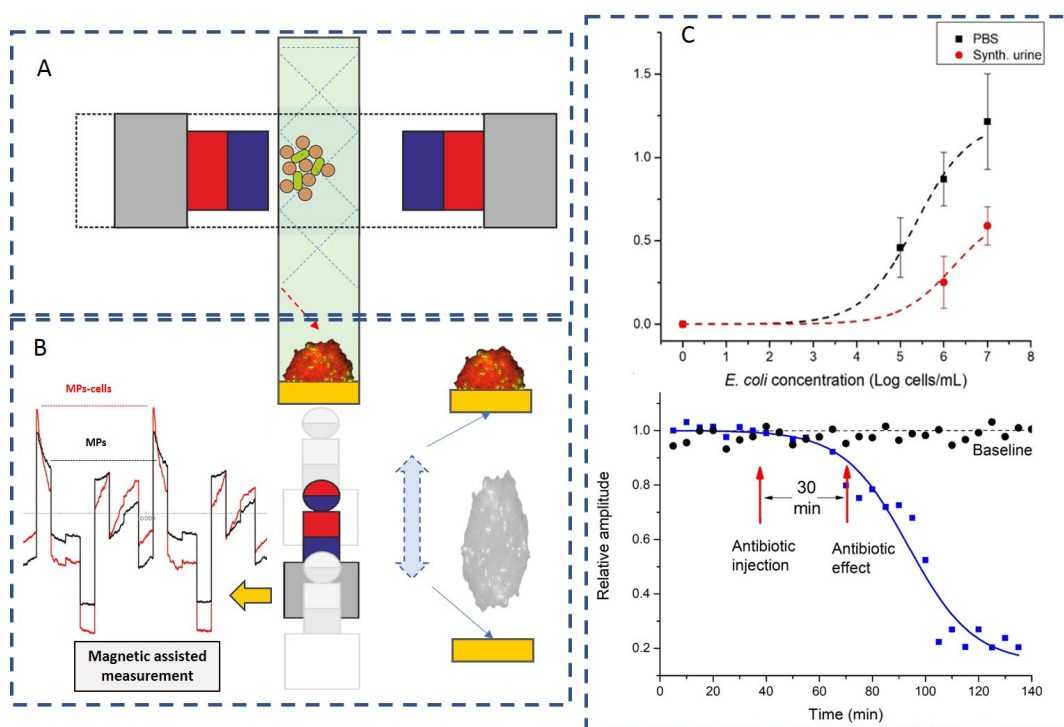 A
B
MPs-cells
MPs
Magnetic assisted
measurement
C
PBS
Synth. urine
1.5
1.0
0.5
0.0
0 1 2 3 4 5 6 7 8
E. coli concentration (Log cells/mL)
Relative amplitude
1.0
0.8
0.6
0.4
0.2
Baseline
30
min
Antibiotic
injection
Antibiotic
effect
0 20 40 60 80 100 120 140
Time (min)